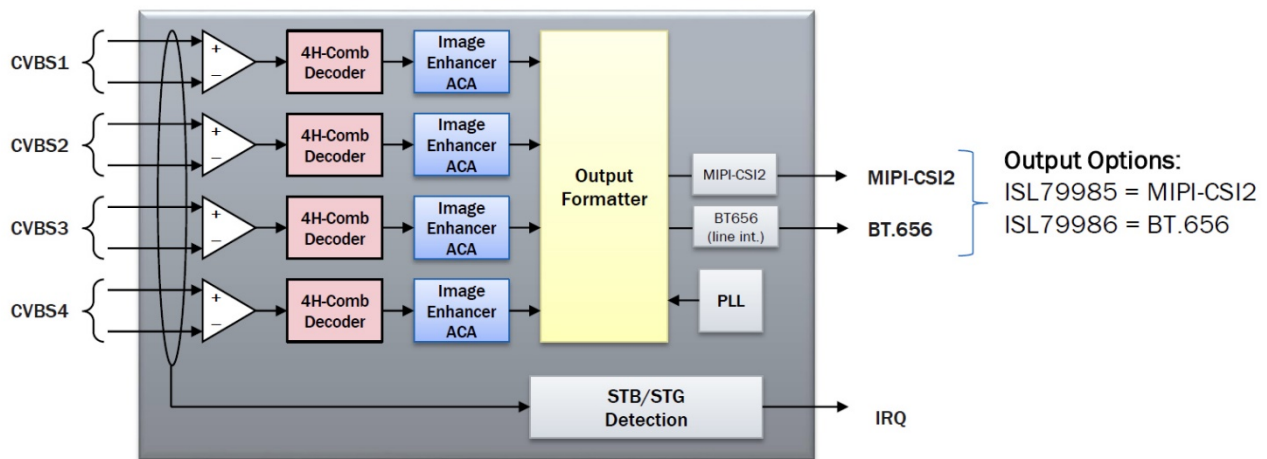 CVBS1
+
−
4H-Comb
Decoder
Image
Enhancer
ACA
CVBS2
+
−
4H-Comb
Decoder
Image
Enhancer
ACA
CVBS3
+
−
4H-Comb
Decoder
Image
Enhancer
ACA
CVBS4
+
−
4H-Comb
Decoder
Image
Enhancer
ACA
Output
Formatter
MIPI-CSI2
BT656
(line int.)
PLL
STB/STG
Detection
MIPI-CSI2
BT.656
IRQ
Output Options:
ISL79985 = MIPI-CSI2
ISL79986 = BT.656